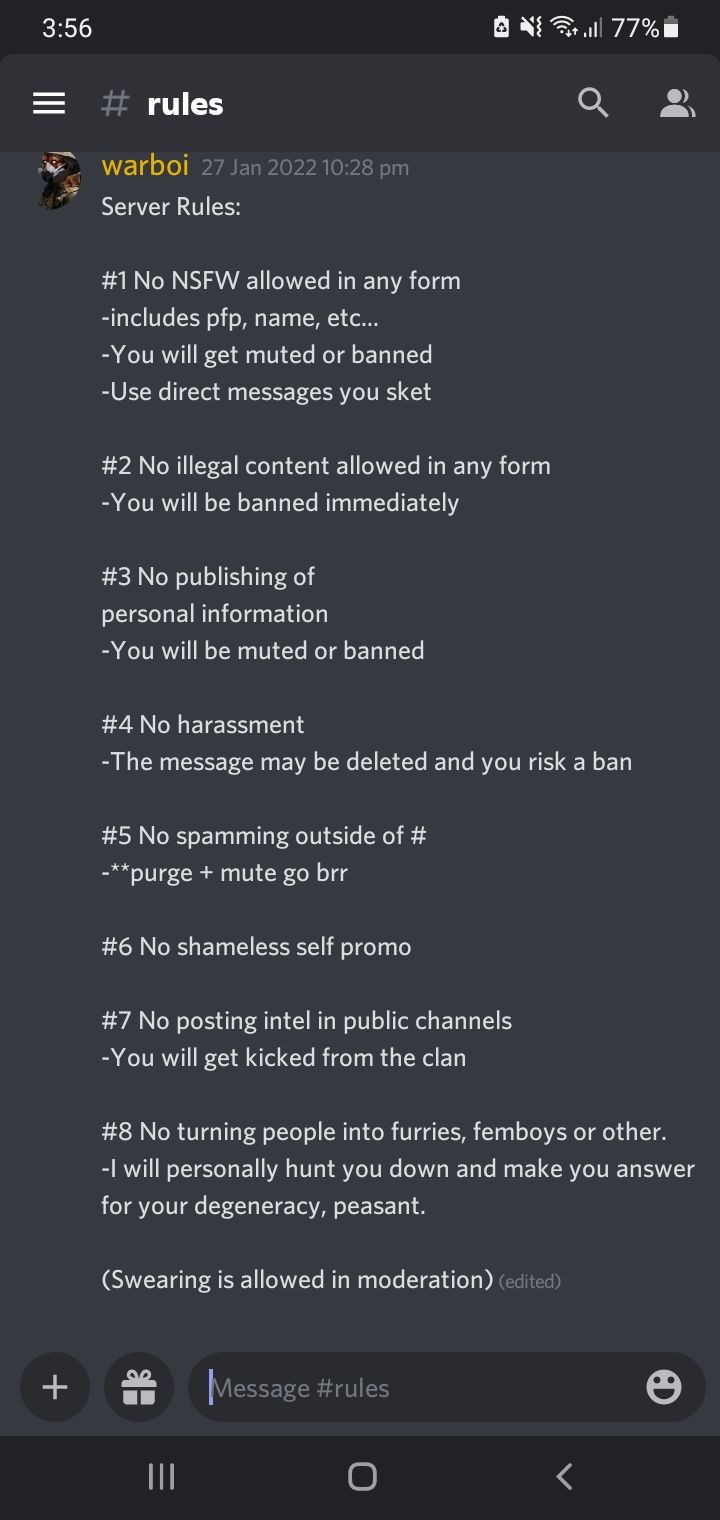 3:56 77%
# rules
warboi 27 Jan 2022 10:28 pm
Server Rules:
#1 No NSFW allowed in any form
-includes pfp, name, etc...
-You will get muted or banned
-Use direct messages you sket
#2 No illegal content allowed in any form
-You will be banned immediately
#3 No publishing of
personal information
-You will be muted or banned
#4 No harassment
-The message may be deleted and you risk a ban
#5 No spamming outside of #
-**purge + mute go brr
#6 No shameless self promo
#7 No posting intel in public channels
-You will get kicked from the clan
#8 No turning people into furries, femboys or other.
-I will personally hunt you down and make you answer
for your degeneracy, peasant.
(Swearing is allowed in moderation) (edited)
Message #rules